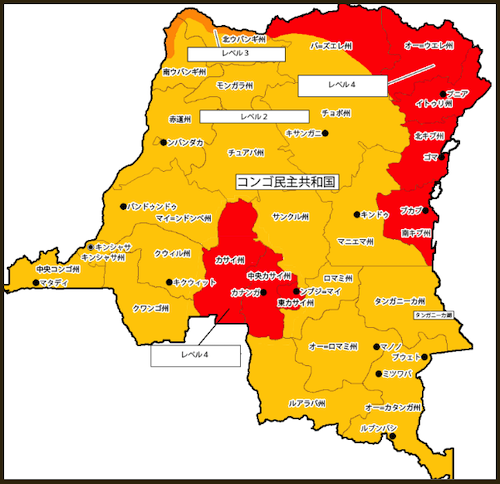 北ウバンギ州
レベル３
バ=ズエレ州
オー=ウエレ州
南ウバンギ州
モンガラ州
レベル４
ブニア
イトゥリ州
赤道州
レベル２
チョポ州
キサンガニ
北キブ州
ンバンダカ
チュアパ州
ゴマ
コンゴ民主共和国
バンドゥンドゥ
マイ=ンドンベ州
サンクル州
キンドゥ
ブカブ
南キブ州
マニエマ州
キンシャサ
キンシャサ州
クウィル州
カサイ州
中央コンゴ州
マタディ
キクウィット
中央カサイ州
カナンガ
ロマミ州
ンブジ=マイ
東カサイ州
タンガニーカ州
クワンゴ州
タンガニーカ湖
レベル４
オー=ロマミ州
マノノ
プウェト
ミツワバ
ルアラバ州
オー=カタンガ州
ルブンバシ